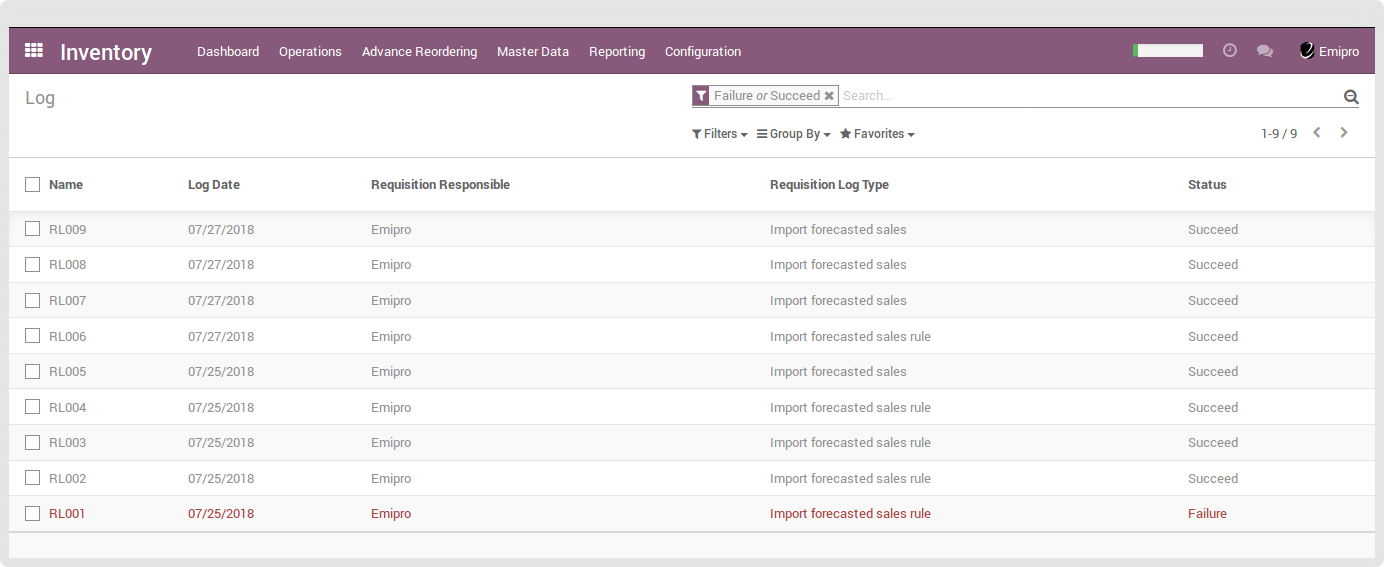 Inventory Dashboard Operations Advance Reordering Master Data Reporting Configuration Emipro
Log Failure or Succeed Search...
Filters Group By Favorites 1-9 / 9
Name Log Date Requisition Responsible Requisition Log Type Status
RL009 07/27/2018 Emipro Import forecasted sales Succeed
RL008 07/27/2018 Emipro Import forecasted sales Succeed
RL007 07/27/2018 Emipro Import forecasted sales Succeed
RL006 07/27/2018 Emipro Import forecasted sales rule Succeed
RL005 07/25/2018 Emipro Import forecasted sales Succeed
RL004 07/25/2018 Emipro Import forecasted sales rule Succeed
RL003 07/25/2018 Emipro Import forecasted sales rule Succeed
RL002 07/25/2018 Emipro Import forecasted sales rule Succeed
RL001 07/25/2018 Emipro Import forecasted sales rule Failure